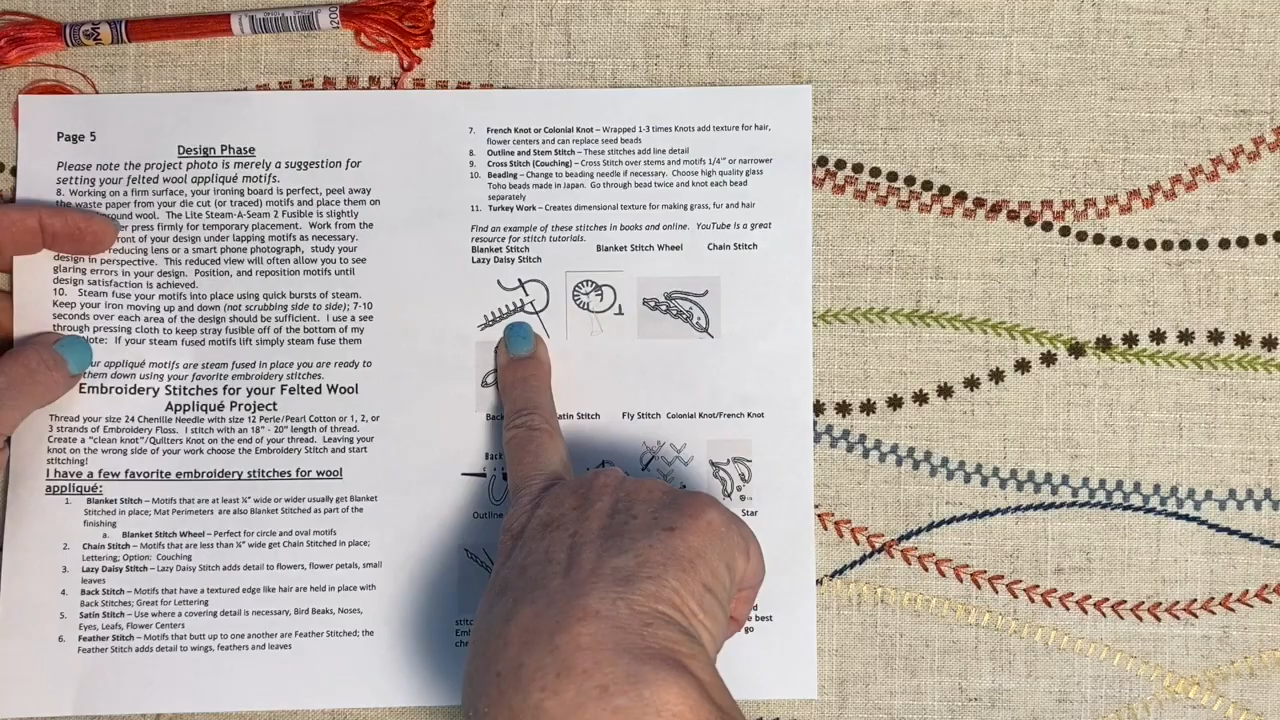 Page 5
Design Phase
Please note the project photo is merely a suggestion for
setting your felted wool appliqué motifs.
8. Working on a firm surface, your ironing board is perfect, peel away
the waste paper from your die cut (or traced) motifs and place them on
wool. The Lite Steam-A-Seam 2 Fusible is slightly
press firmly for temporary placement. Work from the
of your design under lapping motifs as necessary.
reducing lens or a smart phone photograph, study your
design in perspective. This reduced view will often allow you to see
glaring errors in your design. Position, and reposition motifs until
design satisfaction is achieved.
10. Steam fuse your motifs into place using quick bursts of steam.
Keep your iron moving up and down (not scrubbing side to side); 7-10
seconds over each area of the design should be sufficient. I use a see
through pressing cloth to keep stray fusible off of the bottom of my
If your steam fused motifs lift simply steam fuse them
appliqué motifs are steam fused in place you are ready to
them down using your favorite embroidery stitches.
Embroidery Stitches for your Felted Wool
Appliqué Project
Thread your size 24 Chenille Needle with size 12 Perle/Pearl Cotton or 1, 2, or
3 strands of Embroidery Floss. I stitch with an 18" - 20" length of thread.
Create a "clean knot"/Quilters Knot on the end of your thread. Leaving your
knot on the wrong side of your work choose the Embroidery Stitch and start
stitching!
I have a few favorite embroidery stitches for wool
appliqué:
1. Blanket Stitch – Motifs that are at least ¼" wide or wider usually get Blanket
Stitched in place; Mat Perimeters are also Blanket Stitched as part of the
finishing
a. Blanket Stitch Wheel – Perfect for circle and oval motifs
2. Chain Stitch – Motifs that are less than ¼" wide get Chain Stitched in place;
Lettering; Option: Couching
3. Lazy Daisy Stitch – Lazy Daisy Stitch adds detail to flowers, flower petals, small
leaves
4. Back Stitch – Motifs that have a textured edge like hair are held in place with
Back Stitches; Great for Lettering
5. Satin Stitch – Use where a covering detail is necessary, Bird Beaks, Noses,
Eyes, Leafs, Flower Centers
6. Feather Stitch – Motifs that butt up to one another are Feather Stitched; the
Feather Stitch adds detail to wings, feathers and leaves
7. French Knot or Colonial Knot – Wrapped 1-3 times Knots add texture for hair,
flower centers and can replace seed beads
8. Outline and Stem Stitch – These stitches add line detail
9. Cross Stitch (Couching) – Cross Stitch over stems and motifs 1/4" or narrower
10. Beading – Change to beading needle if necessary. Choose high quality glass
Toho beads made in Japan. Go through bead twice and knot each bead
separately
11. Turkey Work – Creates dimensional texture for making grass, fur and hair
Find an example of these stitches in books and online. YouTube is a great
resource for stitch tutorials.
Blanket Stitch Blanket Stitch Wheel Chain Stitch
Lazy Daisy Stitch
Back Stitch Fly Stitch Colonial Knot/French Knot
Back
Outline Star
best
go